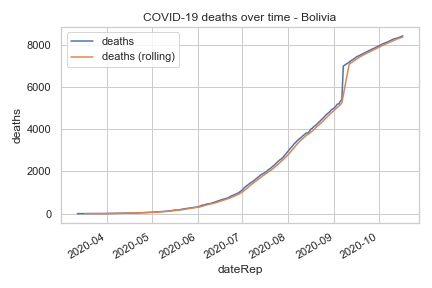 COVID-19 deaths over time - Bolivia
deaths
deaths (rolling)
8000
6000
4000
2000
0
deaths
2020-04
2020-05
2020-06
2020-07
2020-08
2020-09
2020-10
dateRep